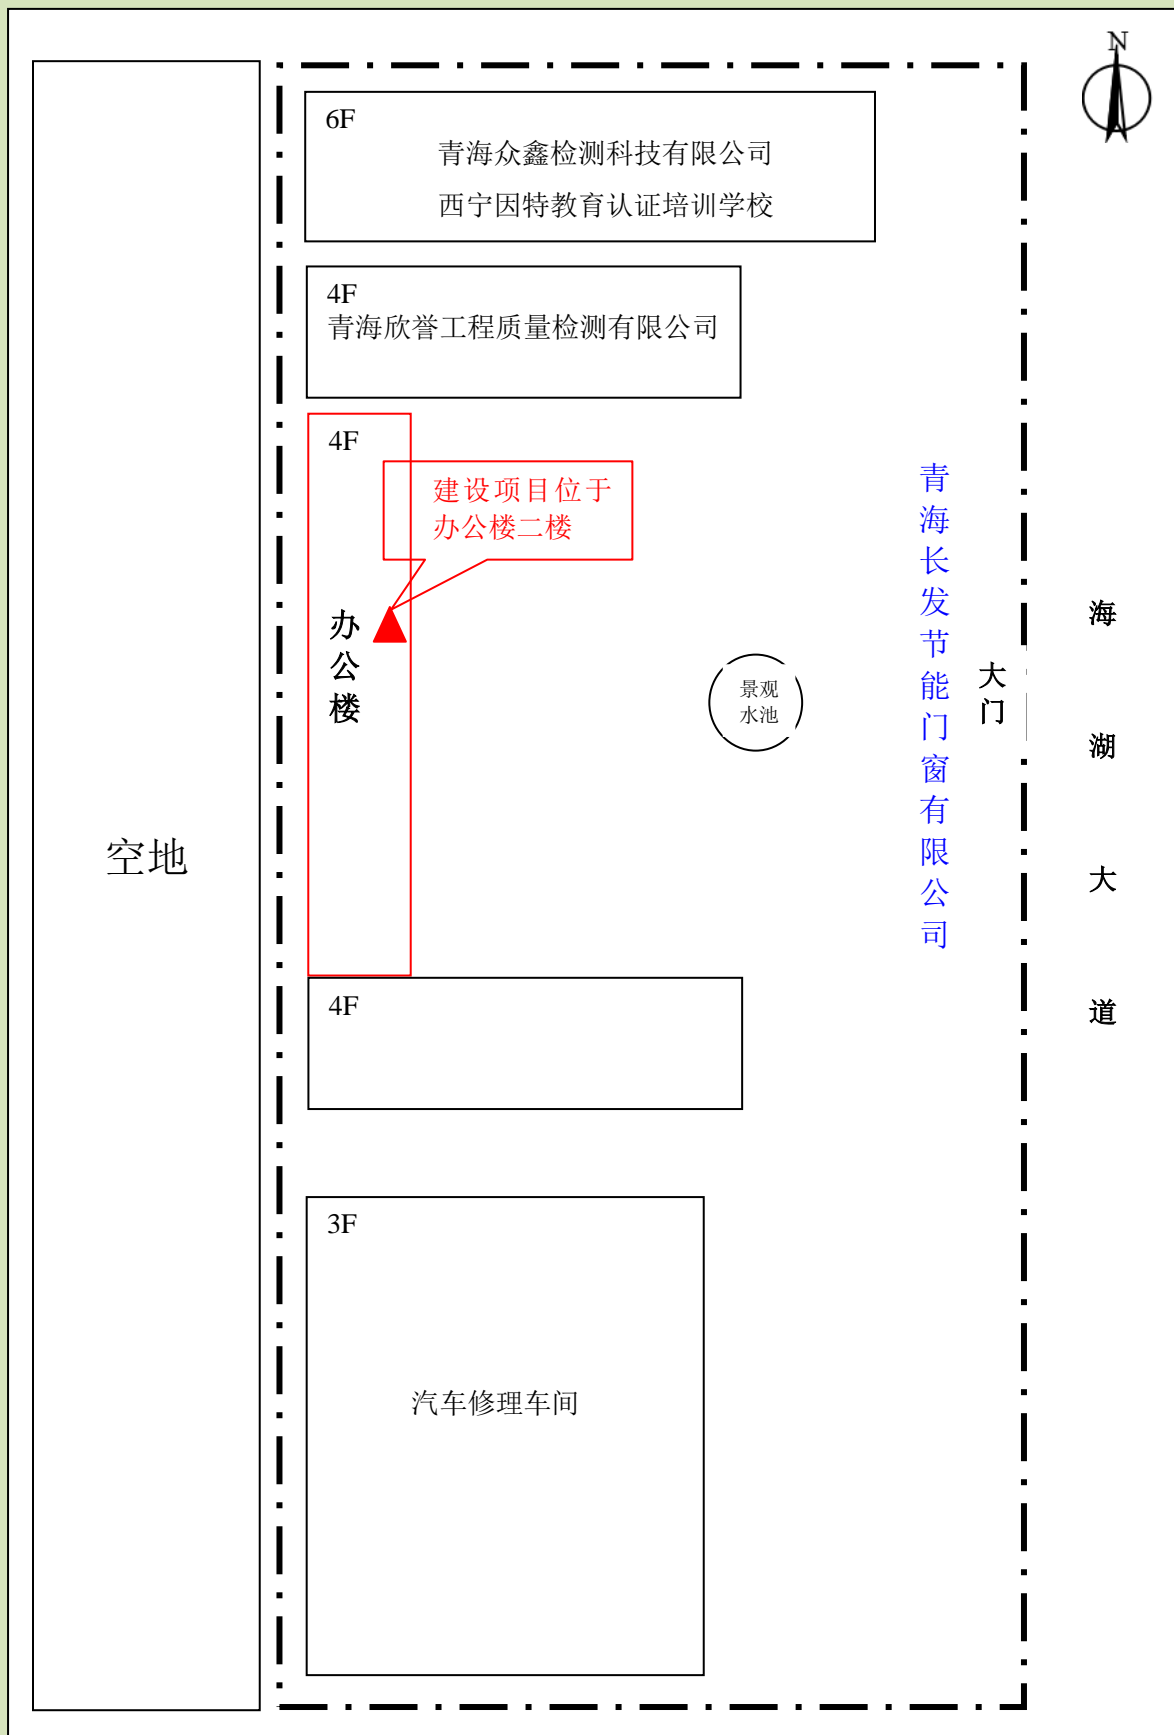 N
6F
青海众鑫检测科技有限公司
西宁因特教育认证培训学校
4F
青海欣誉工程质量检测有限公司
4F
建设项目位于
办公楼二楼
办公楼
景观
水池
青海长发节能门窗有限公司
大门
海湖大道
空地
4F
3F
汽车修理车间